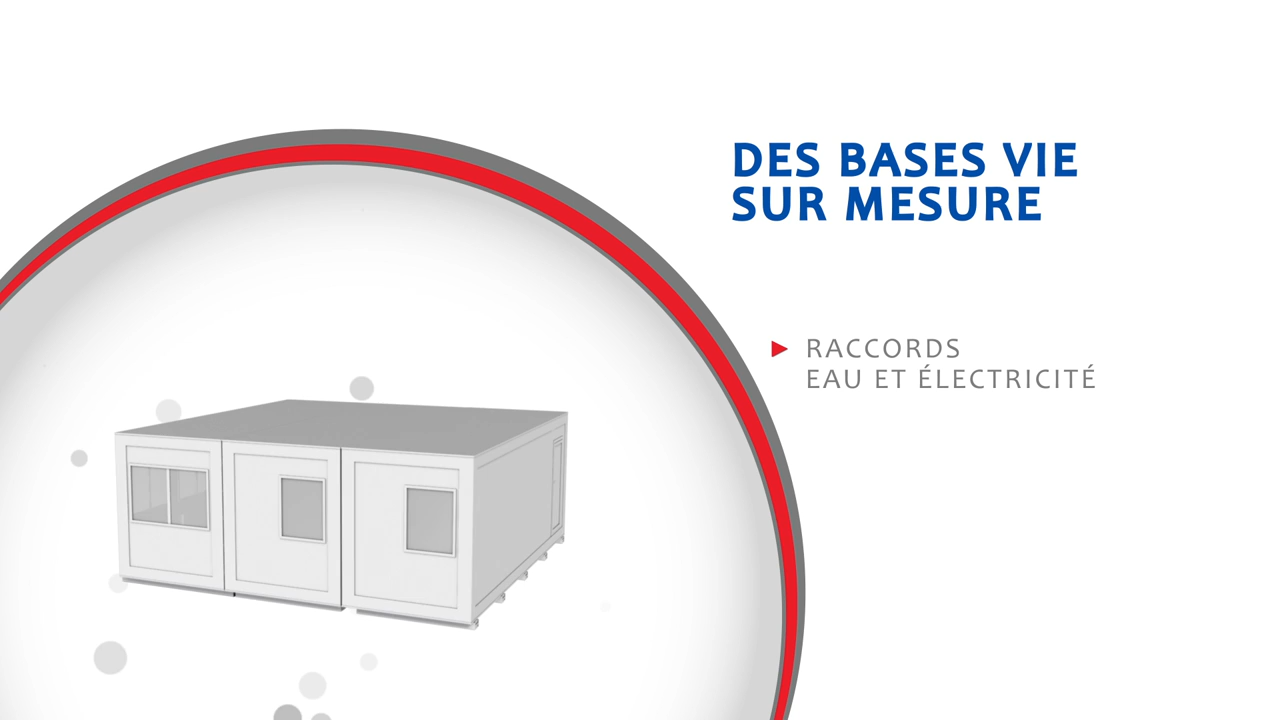 DES BASES VIE
SUR MESURE
RACCORDS
EAU ET ÉLECTRICITÉ